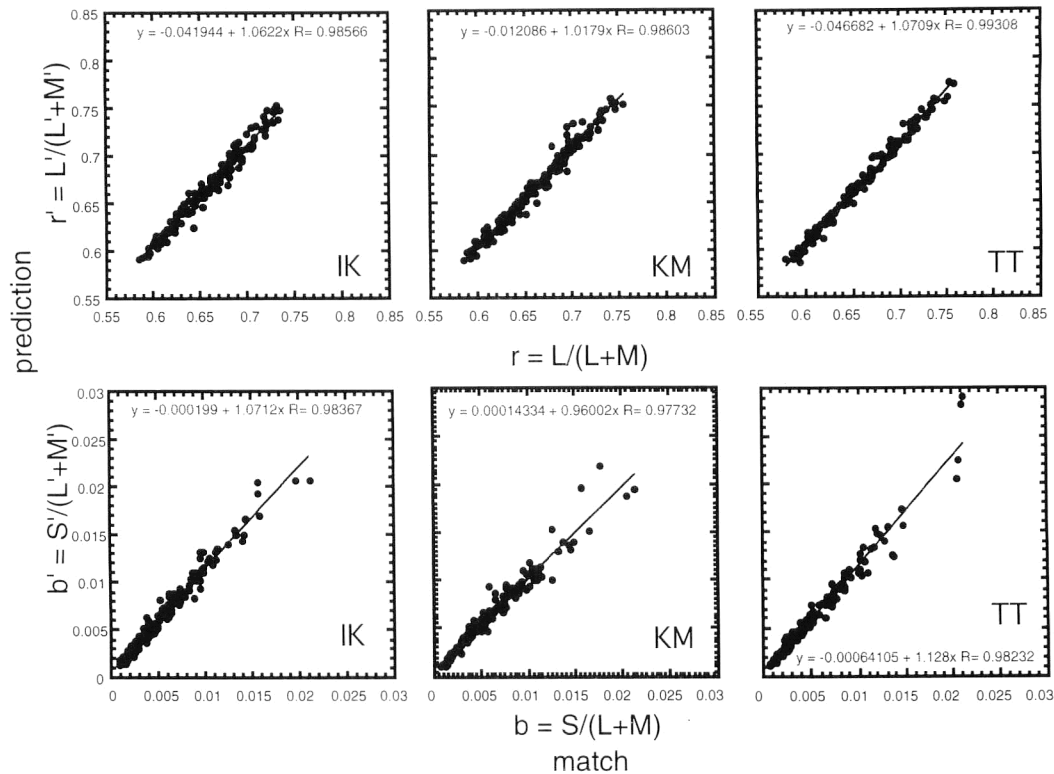 y = -0.041944 + 1.0622x R= 0.98566
y = -0.012086 + 1.0179x R= 0.98603
y = -0.046682 + 1.0709x R= 0.99308
0.85
0.8
0.75
0.7
0.65
0.6
0.55
r' = L'/(L'+M')
IK
KM
TT
0.55 0.6 0.65 0.7 0.75 0.8 0.85
0.55 0.6 0.65 0.7 0.75 0.8 0.85
0.55 0.6 0.65 0.7 0.75 0.8 0.85
r = L/(L+M)
prediction
0.03
0.025
0.02
0.015
0.01
0.005
0
b' = S'/(L'+M')
y = -0.000199 + 1.0712x R= 0.98367
y = 0.00014334 + 0.96002x R= 0.97732
IK
KM
TT
y = -0.00064105 + 1.128x R= 0.98232
0 0.005 0.01 0.015 0.02 0.025 0.03
0 0.005 0.01 0.015 0.02 0.025 0.03
0 0.005 0.01 0.015 0.02 0.025 0.03
b = S/(L+M)
match